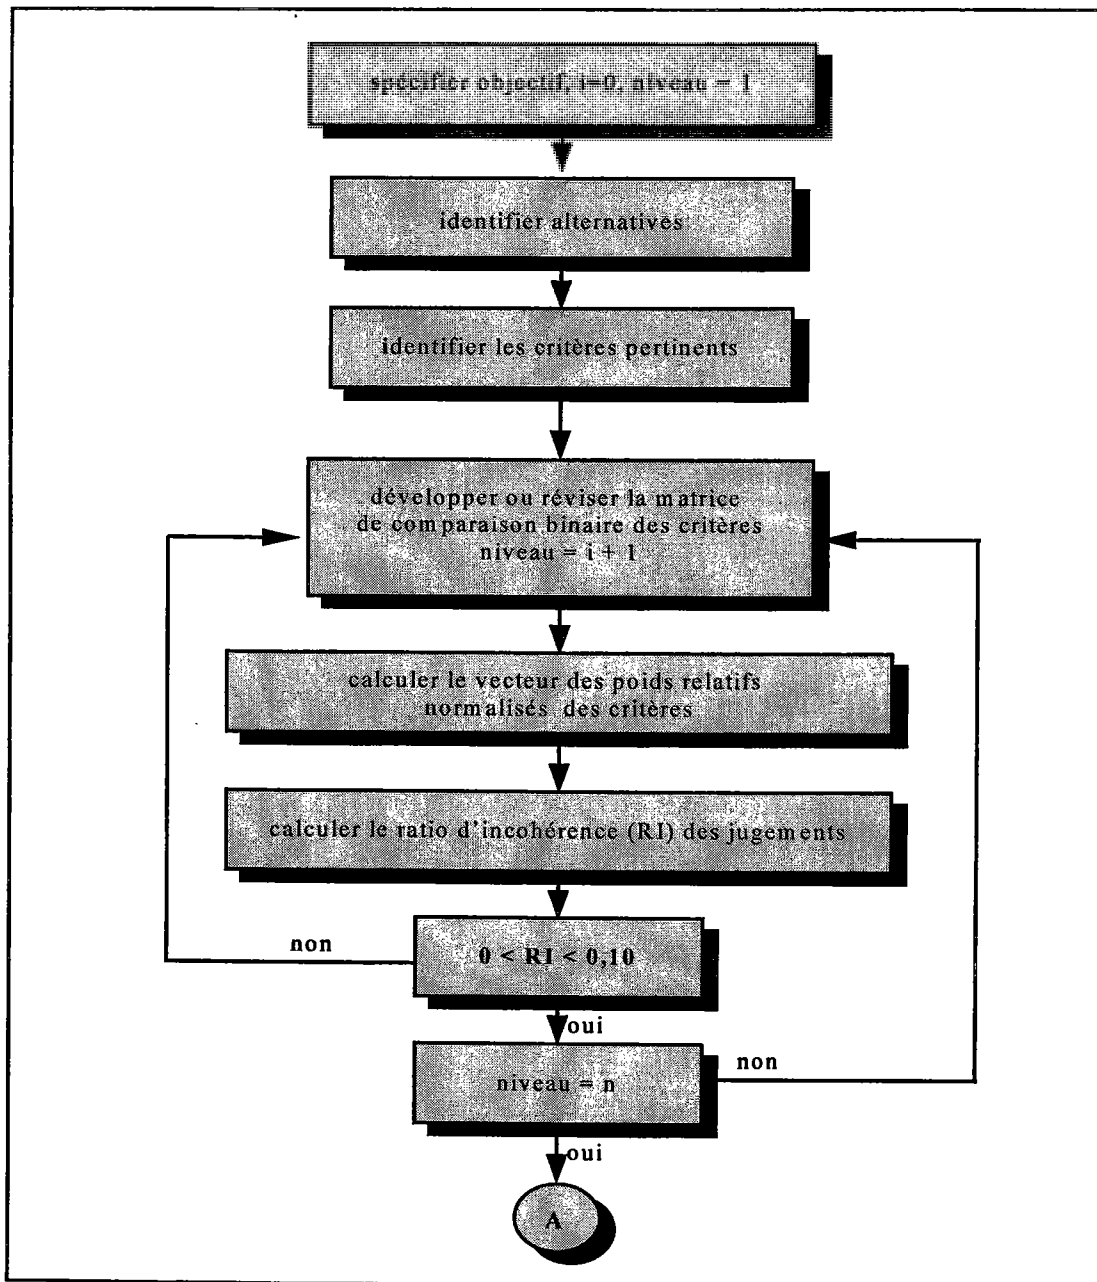 spécifier objectif, i=0, niveau = 1
identifier alternatives
identifier les critères pertinents
développer ou réviser la matrice
de comparaison binaire des critères
niveau = i + 1
calculer le vecteur des poids relatifs
normalisés des critères
calculer le ratio d'incohérence (RI) des jugements
non
0 < RI < 0,10
oui
niveau = n
non
oui
A